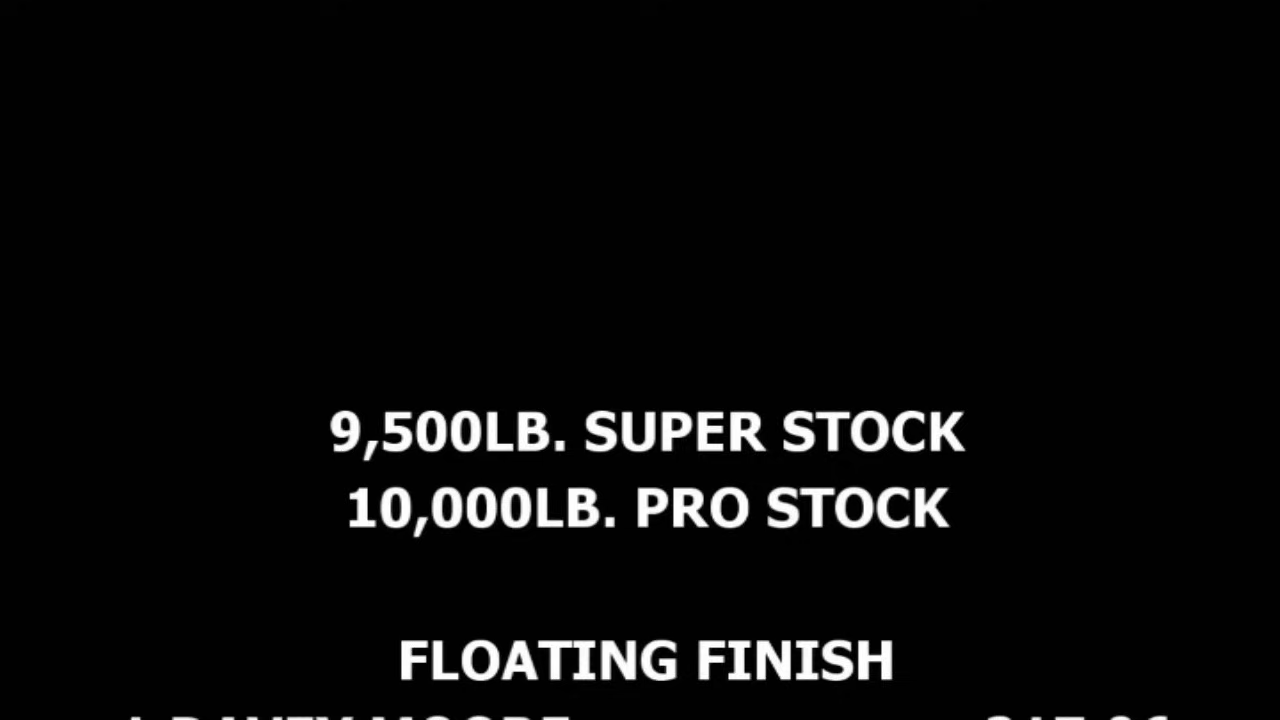 9,500LB. SUPER STOCK
10,000LB. PRO STOCK
FLOATING FINISH